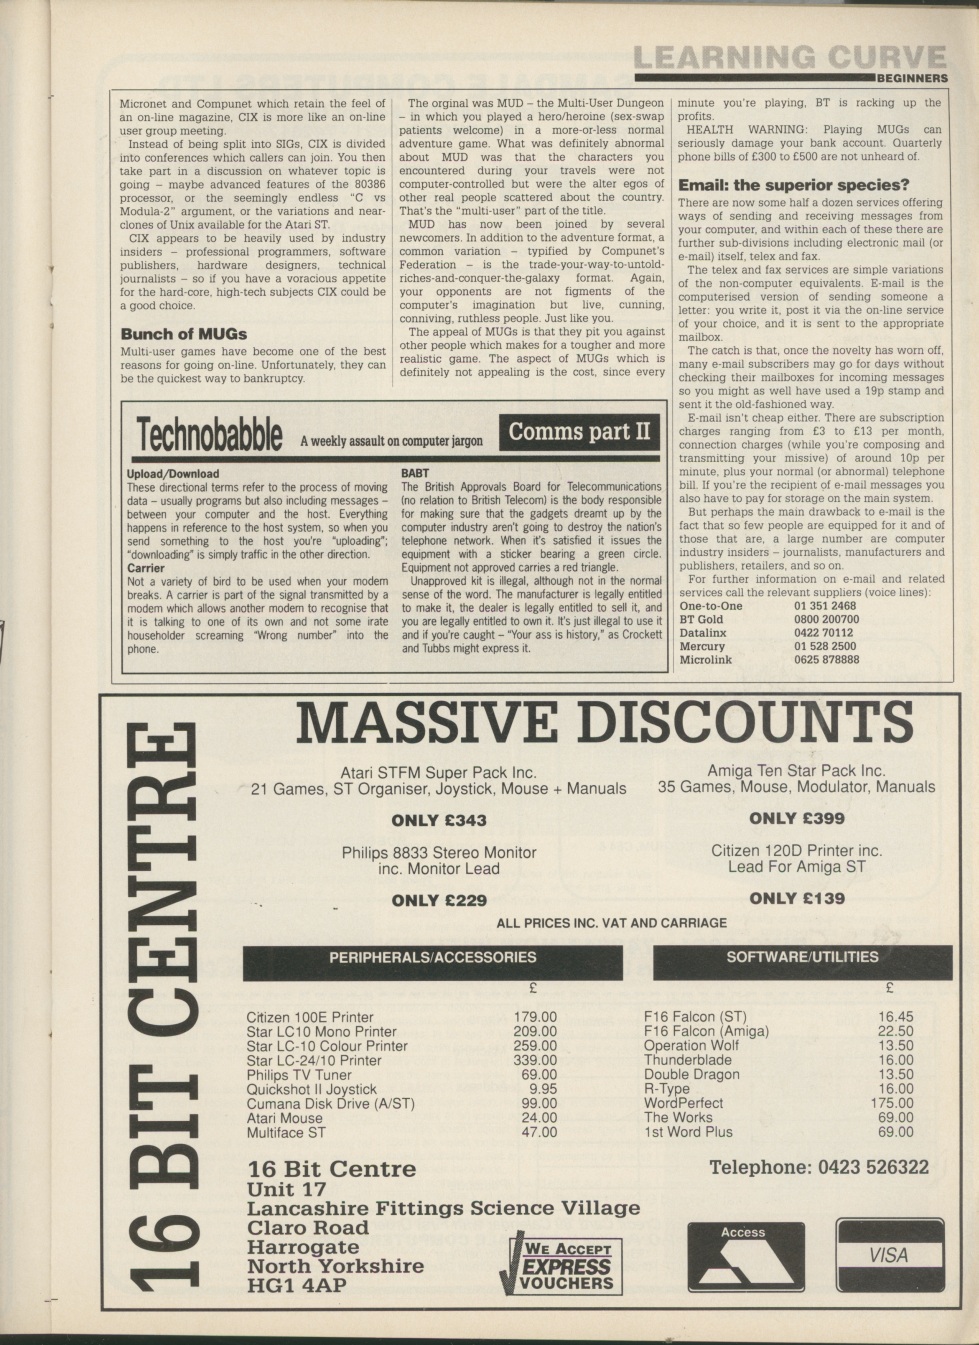 LEARNING CURVE
BEGINNERS
Micronet and Compunet which retain the feel of
an on-line magazine, CIX is more like an on-line
user group meeting.
Instead of being split into SIGs, CIX is divided
into conferences which callers can join. You then
take part in a discussion on whatever topic is
going – maybe advanced features of the 80386
processor, or the seemingly endless "C vs
Modula-2" argument, or the variations and near-
clones of Unix available for the Atari ST.
CIX appears to be heavily used by industry
insiders – professional programmers, software
publishers, hardware designers, technical
journalists – so if you have a voracious appetite
for the hard-core, high-tech subjects CIX could be
a good choice.
Bunch of MUGs
Multi-user games have become one of the best
reasons for going on-line. Unfortunately, they can
be the quickest way to bankruptcy.
The orginal was MUD – the Multi-User Dungeon
– in which you played a hero/heroine (sex-swap
patients welcome) in a more-or-less normal
adventure game. What was definitely abnormal
about MUD was that the characters you
encountered during your travels were not
computer-controlled but were the alter egos of
other real people scattered about the country.
That's the "multi-user" part of the title.
MUD has now been joined by several
newcomers. In addition to the adventure format, a
common variation – typified by Compunet's
Federation – is the trade-your-way-to-untold-
riches-and-conquer-the-galaxy format. Again,
your opponents are not figments of the
computer's imagination but live, cunning,
conniving, ruthless people. Just like you.
The appeal of MUGs is that they pit you against
other people which makes for a tougher and more
realistic game. The aspect of MUGs which is
definitely not appealing is the cost, since every
minute you're playing, BT is racking up the
profits.
HEALTH WARNING: Playing MUGs can
seriously damage your bank account. Quarterly
phone bills of £300 to £500 are not unheard of.
Email: the superior species?
There are now some half a dozen services offering
ways of sending and receiving messages from
your computer, and within each of these there are
further sub-divisions including electronic mail (or
e-mail) itself, telex and fax.
The telex and fax services are simple variations
of the non-computer equivalents. E-mail is the
computerised version of sending someone a
letter: you write it, post it via the on-line service
of your choice, and it is sent to the appropriate
mailbox.
The catch is that, once the novelty has worn off,
many e-mail subscribers may go for days without
checking their mailboxes for incoming messages
so you might as well have used a 19p stamp and
sent it the old-fashioned way.
E-mail isn't cheap either. There are subscription
charges ranging from £3 to £13 per month,
connection charges (while you're composing and
transmitting your missive) of around 10p per
minute, plus your normal (or abnormal) telephone
bill. If you're the recipient of e-mail messages you
also have to pay for storage on the main system.
But perhaps the main drawback to e-mail is the
fact that so few people are equipped for it and of
those that are, a large number are computer
industry insiders – journalists, manufacturers and
publishers, retailers, and so on.
For further information on e-mail and related
services call the relevant suppliers (voice lines):
One-to-One 01 351 2468
BT Gold 0800 200700
Datalinx 0422 70112
Mercury 01 528 2500
Microlink 0625 878888
Technobabble A weekly assault on computer jargon Comms part II
Upload/Download
These directional terms refer to the process of moving
data – usually programs but also including messages –
between your computer and the host. Everything
happens in reference to the host system, so when you
send something to the host you're "uploading";
"downloading" is simply traffic in the other direction.
Carrier
Not a variety of bird to be used when your modem
breaks. A carrier is part of the signal transmitted by a
modem which allows another modem to recognise that
it is talking to one of its own and not some irate
householder screaming "Wrong number" into the
phone.
BABT
The British Approvals Board for Telecommunications
(no relation to British Telecom) is the body responsible
for making sure that the gadgets dreamt up by the
computer industry aren't going to destroy the nation's
telephone network. When it's satisfied it issues the
equipment with a sticker bearing a green circle.
Equipment not approved carries a red triangle.
Unapproved kit is illegal, although not in the normal
sense of the word. The manufacturer is legally entitled
to make it, the dealer is legally entitled to sell it, and
you are legally entitled to own it. It's just illegal to use it
and if you're caught – "Your ass is history," as Crockett
and Tubbs might express it.
16 BIT CENTRE
MASSIVE DISCOUNTS
Atari STFM Super Pack Inc.
21 Games, ST Organiser, Joystick, Mouse + Manuals
ONLY £343
Amiga Ten Star Pack Inc.
35 Games, Mouse, Modulator, Manuals
ONLY £399
Philips 8833 Stereo Monitor
inc. Monitor Lead
ONLY £229
Citizen 120D Printer inc.
Lead For Amiga ST
ONLY £139
ALL PRICES INC. VAT AND CARRIAGE
PERIPHERALS/ACCESSORIES
£
Citizen 100E Printer 179.00
Star LC10 Mono Printer 209.00
Star LC-10 Colour Printer 259.00
Star LC-24/10 Printer 339.00
Philips TV Tuner 69.00
Quickshot II Joystick 9.95
Cumana Disk Drive (A/ST) 99.00
Atari Mouse 24.00
Multiface ST 47.00
SOFTWARE/UTILITIES
£
F16 Falcon (ST) 16.45
F16 Falcon (Amiga) 22.50
Operation Wolf 13.50
Thunderblade 16.00
Double Dragon 13.50
R-Type 16.00
WordPerfect 175.00
The Works 69.00
1st Word Plus 69.00
16 Bit Centre
Unit 17
Lancashire Fittings Science Village
Claro Road
Harrogate
North Yorkshire
HG1 4AP
Telephone: 0423 526322
WE ACCEPT
EXPRESS
VOUCHERS
Access
VISA